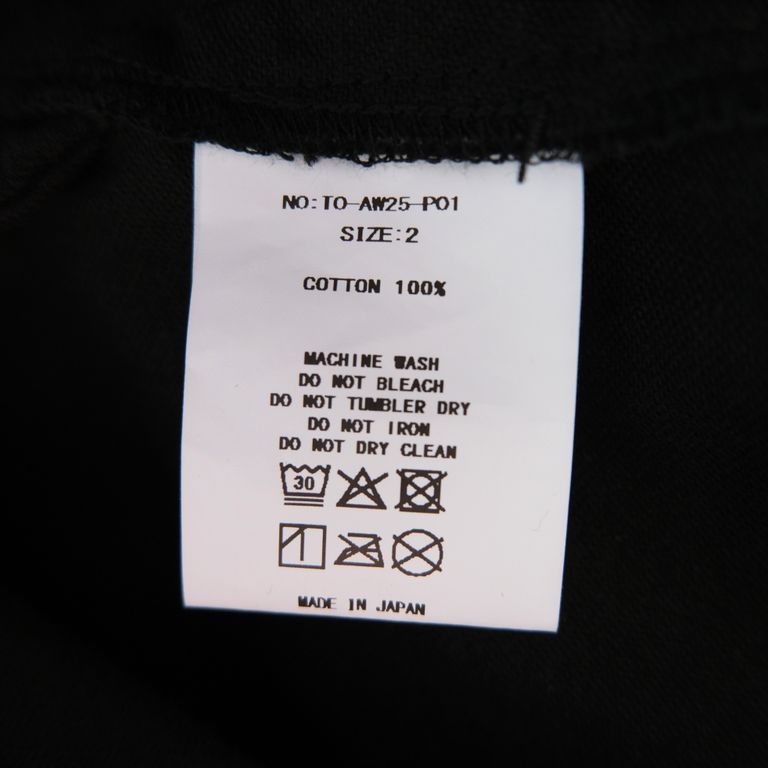 NO:TO-AW25-P01
SIZE:2
COTTON 100%
MACHINE WASH
DO NOT BLEACH
DO NOT TUMBLER DRY
DO NOT IRON
DO NOT DRY CLEAN
30
MADE IN JAPAN